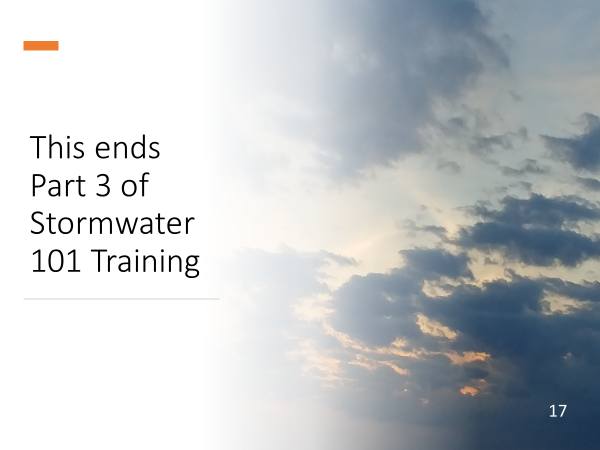 This ends
Part 3 of
Stormwater
101 Training
17